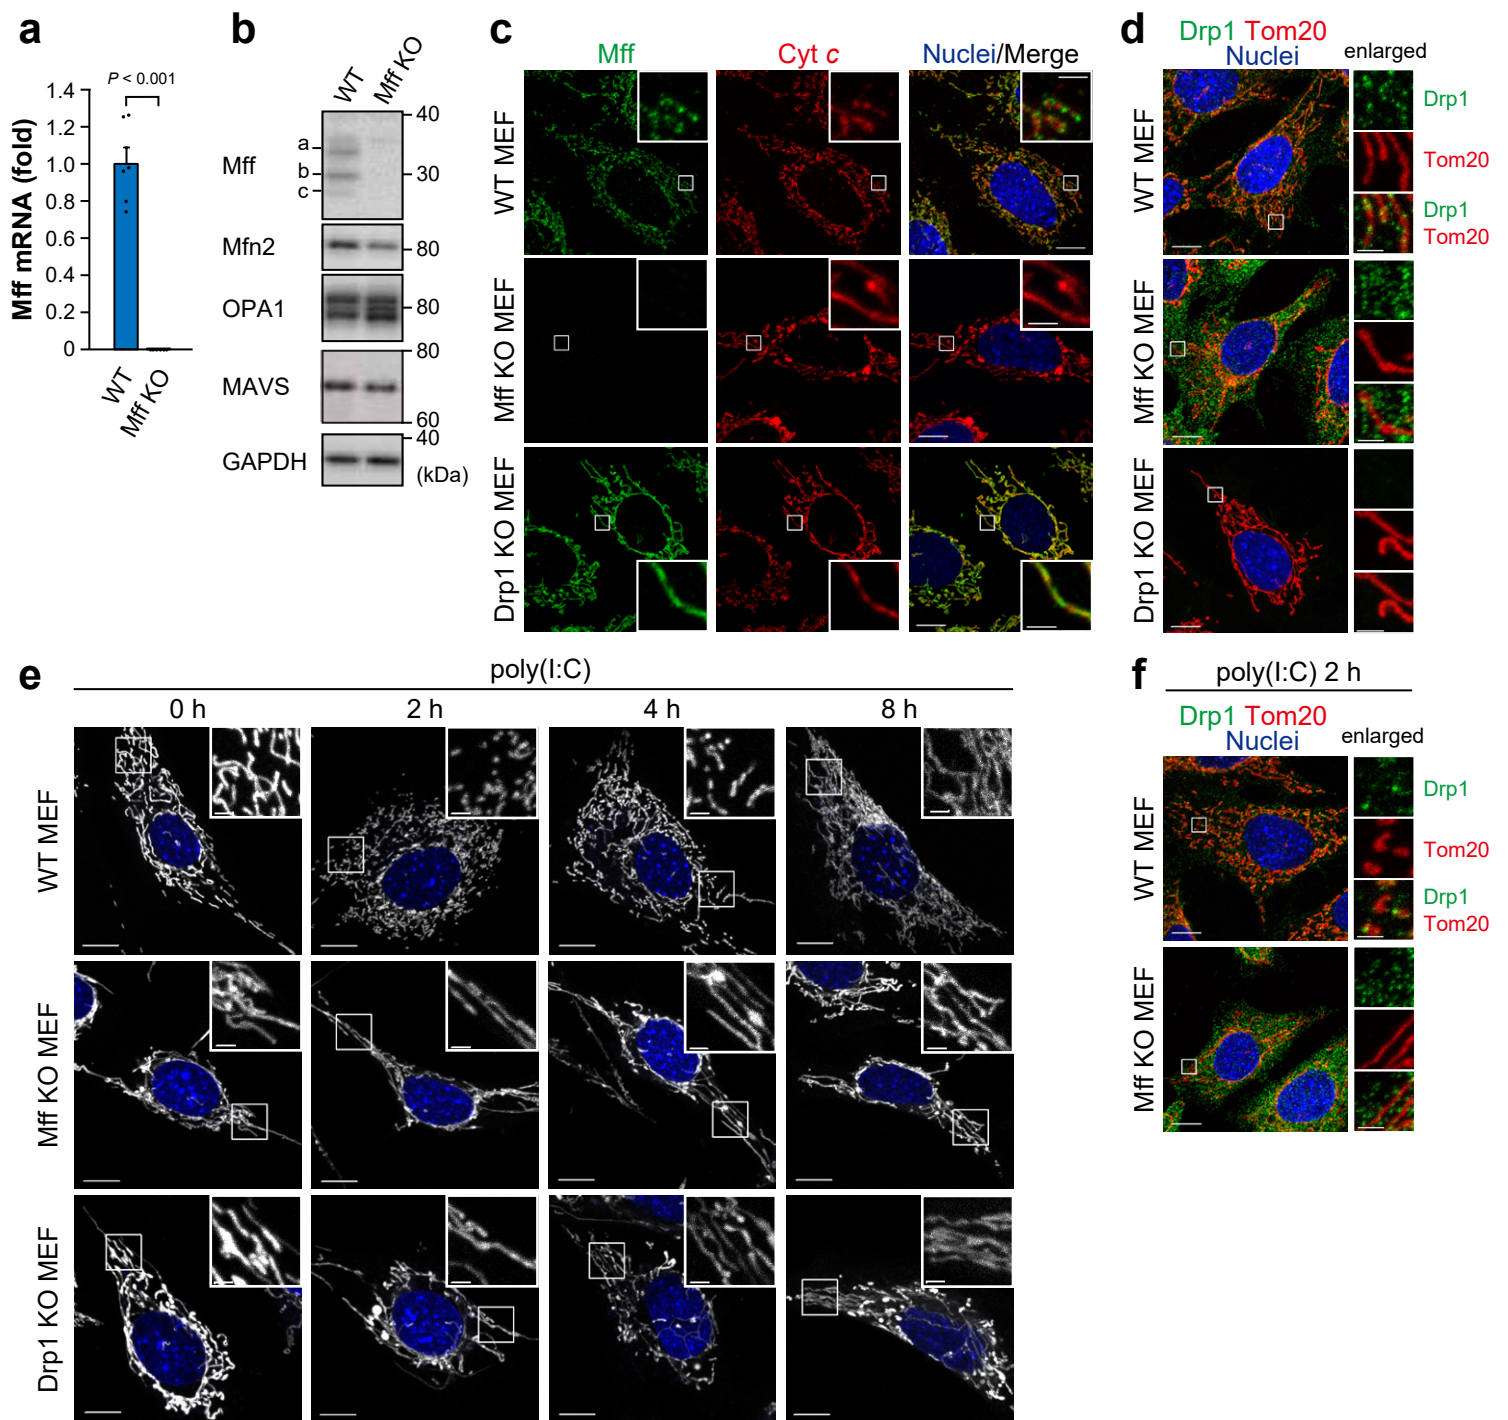 a
P < 0.001
Mff mRNA (fold)
1.4
1.2
1.0
0.8
0.6
0.4
0.2
0
WT
Mff KO
b
WT
Mff KO
Mff
a
b
c
40
30
Mfn2
80
OPA1
80
MAVS
80
60
GAPDH
40
(kDa)
c
Mff
Cyt c
Nuclei/Merge
WT MEF
Mff KO MEF
Drp1 KO MEF
d
Drp1 Tom20
Nuclei
enlarged
WT MEF
Drp1
Tom20
Drp1
Tom20
Mff KO MEF
Drp1 KO MEF
e
poly(I:C)
0 h
2 h
4 h
8 h
WT MEF
Mff KO MEF
Drp1 KO MEF
f
poly(I:C) 2 h
Drp1 Tom20
Nuclei
enlarged
WT MEF
Drp1
Tom20
Drp1
Tom20
Mff KO MEF